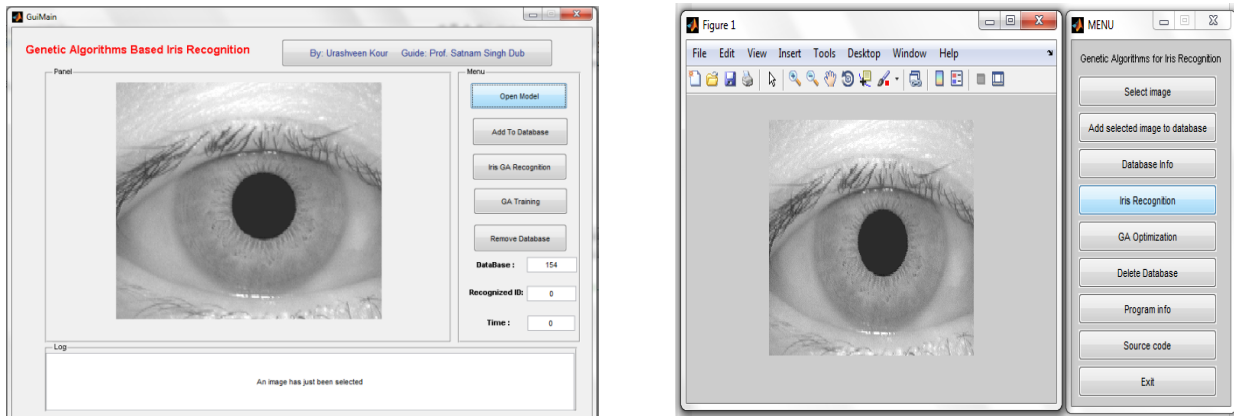 GuiMain
Genetic Algorithms Based Iris Recognition
By: Urashveen Kour Guide: Prof. Satnam Singh Dub
Panel
Menu
Open Model
Add To Database
Iris GA Recognition
GA Training
Remove Database
DataBase : 154
Recognized ID: 0
Time : 0
Log
An image has just been selected
Figure 1
File Edit View Insert Tools Desktop Window Help
MENU
Genetic Algorithms for Iris Recognition
Select image
Add selected image to database
Database Info
Iris Recognition
GA Optimization
Delete Database
Program info
Source code
Exit